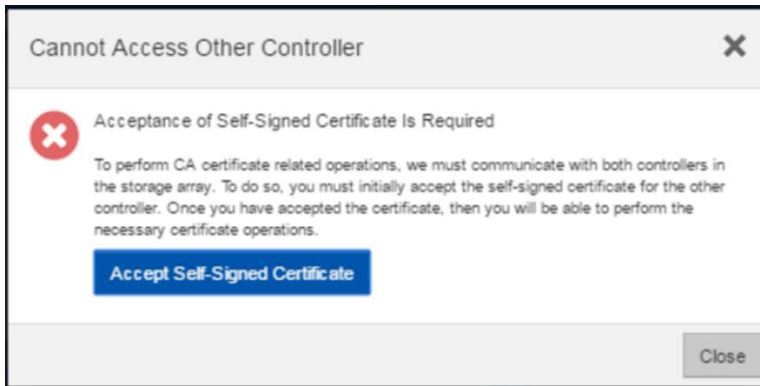 Cannot Access Other Controller
Acceptance of Self-Signed Certificate Is Required
To perform CA certificate related operations, we must communicate with both controllers in
the storage array. To do so, you must initially accept the self-signed certificate for the other
controller. Once you have accepted the certificate, then you will be able to perform the
necessary certificate operations.
Accept Self-Signed Certificate
Close